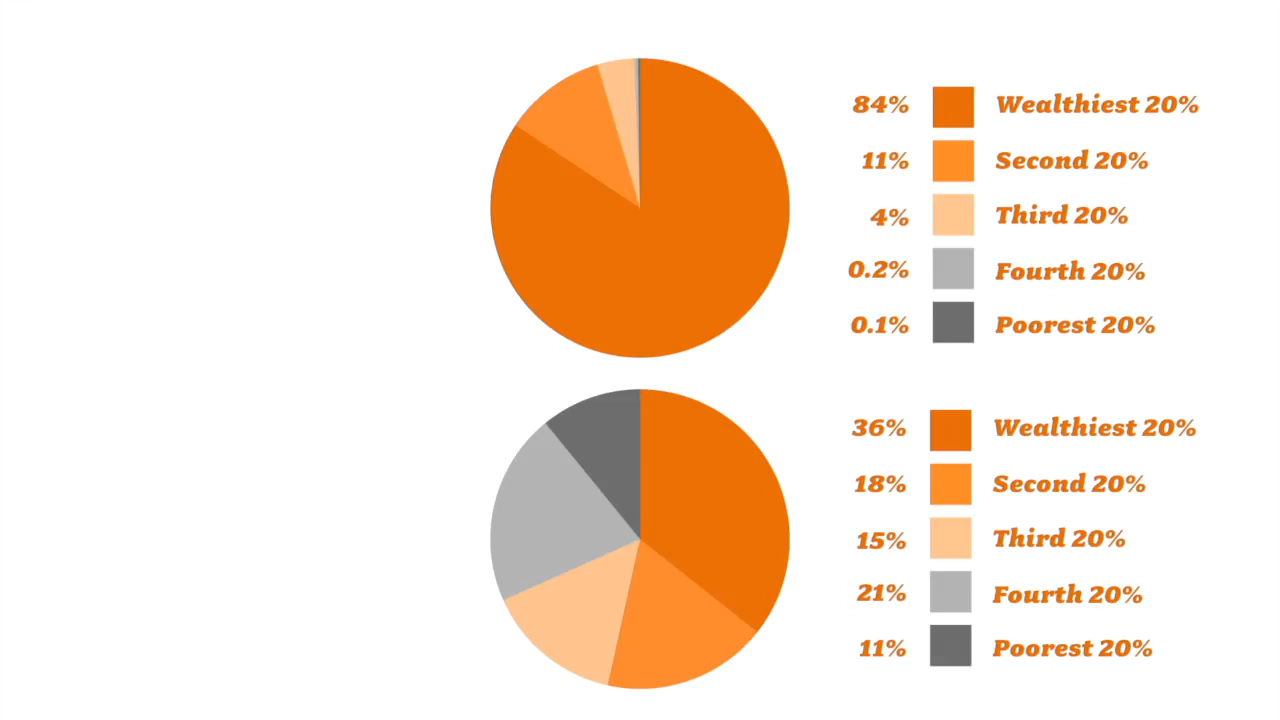 84% Wealthiest 20%
11% Second 20%
4% Third 20%
0.2% Fourth 20%
0.1% Poorest 20%
36% Wealthiest 20%
18% Second 20%
15% Third 20%
21% Fourth 20%
11% Poorest 20%